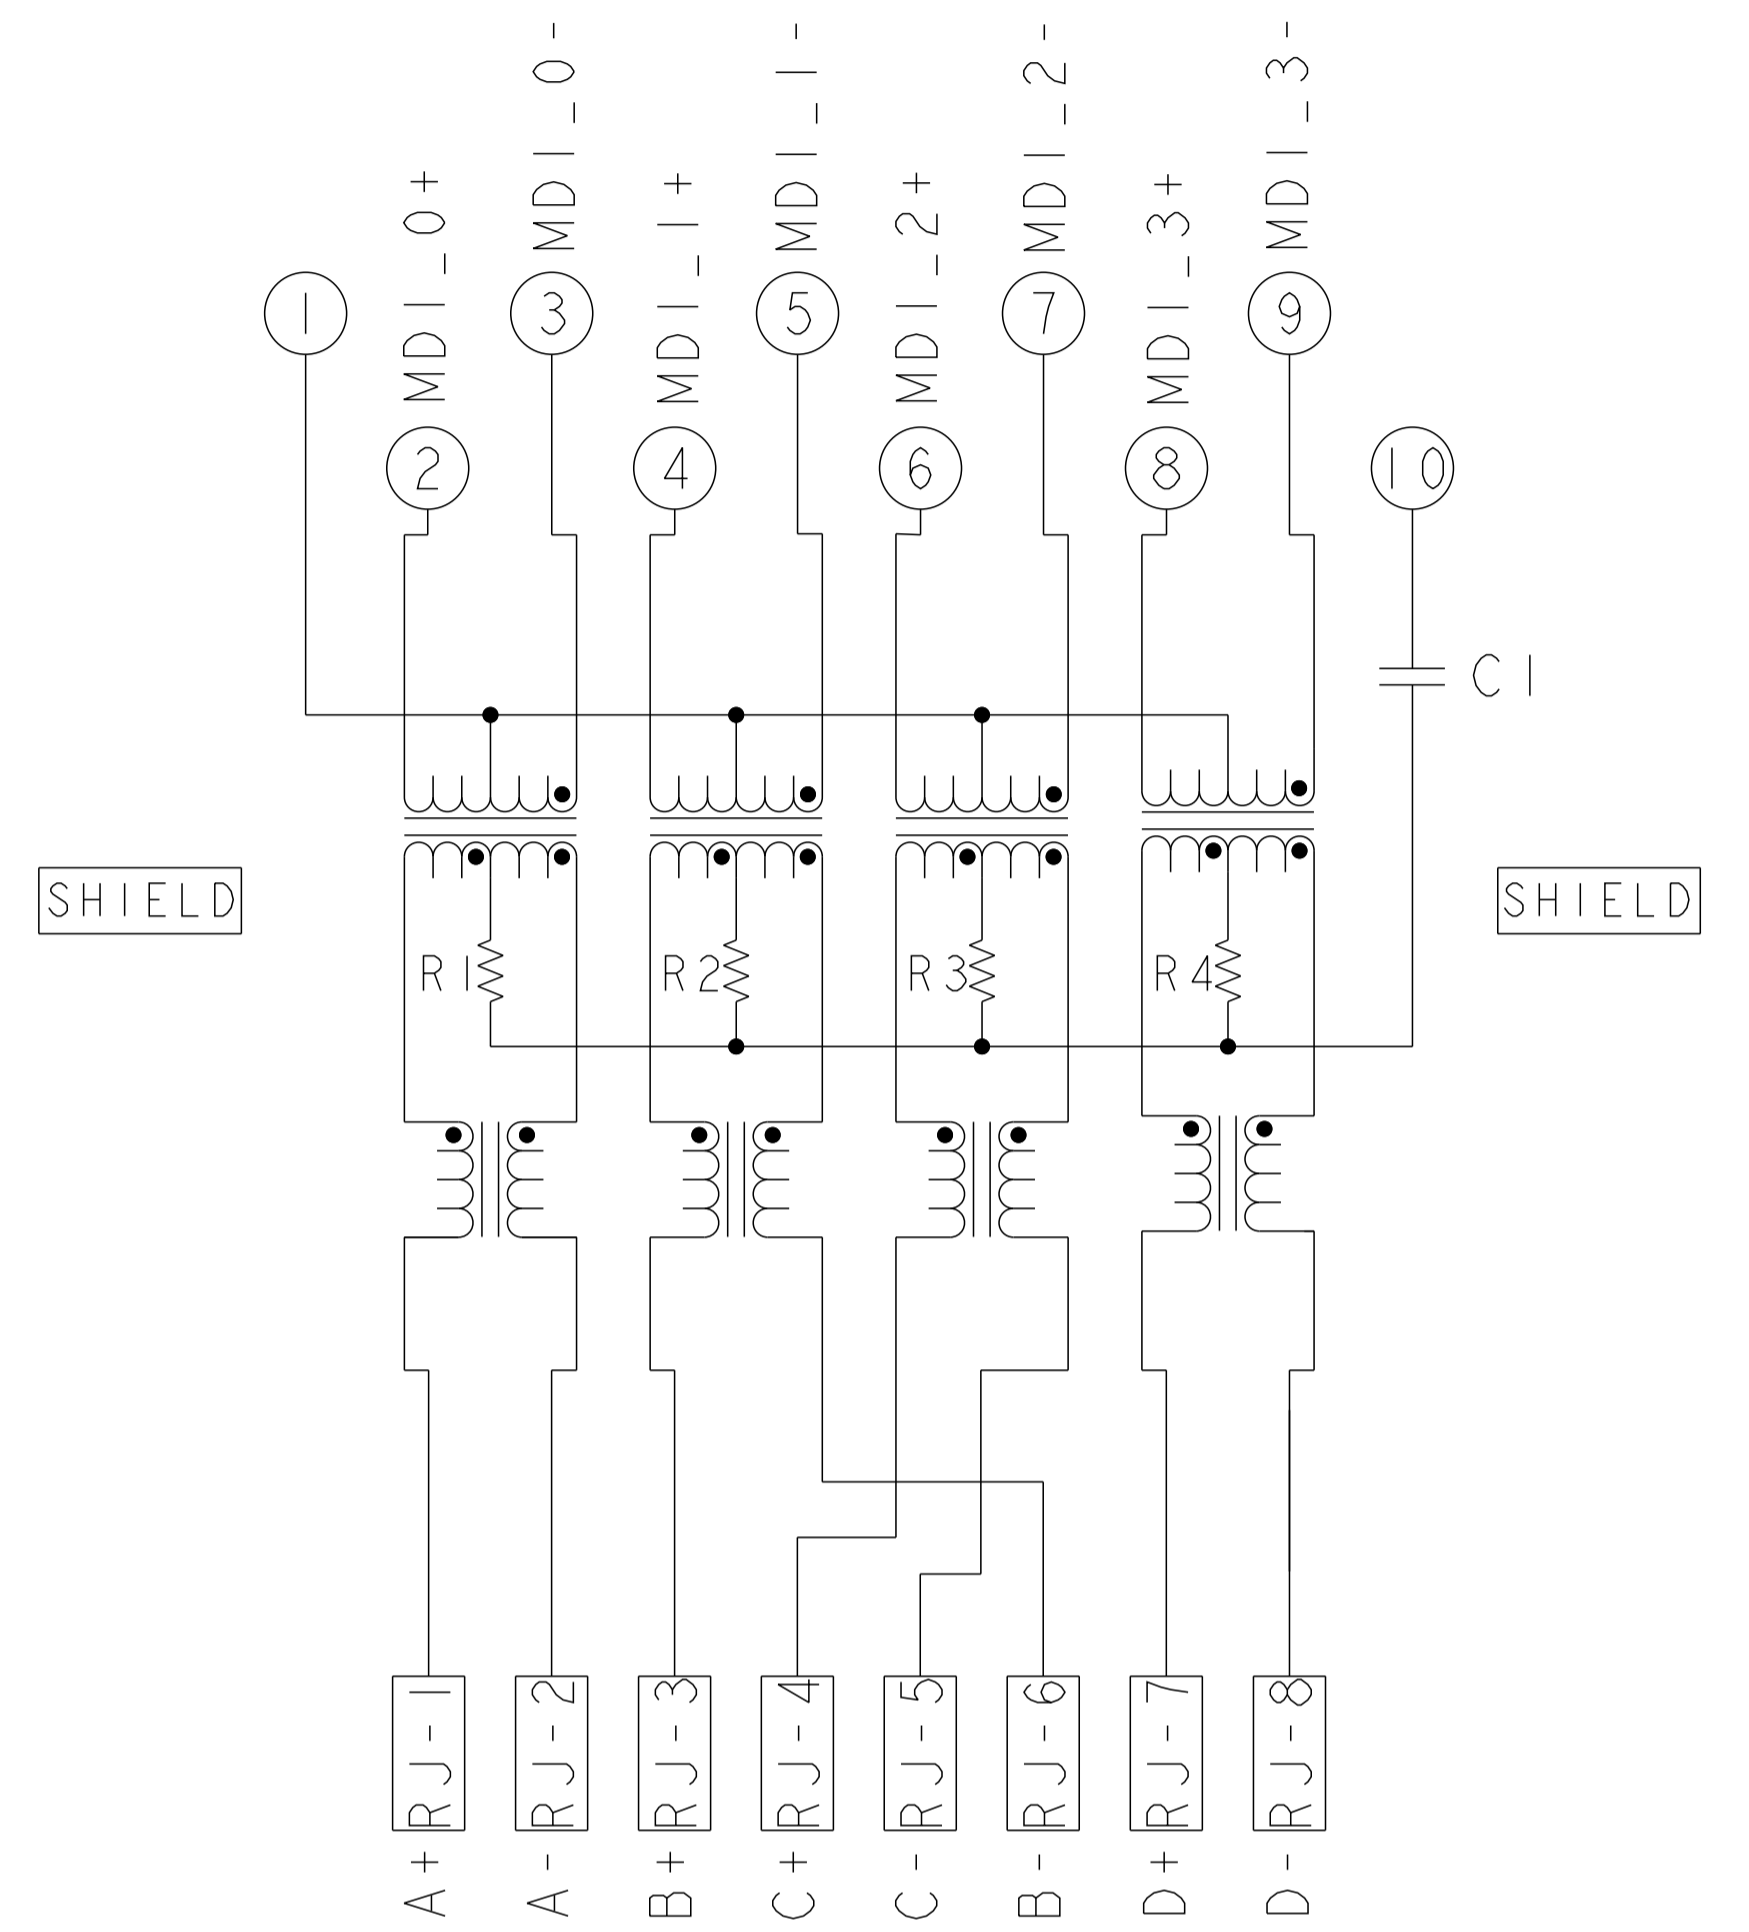 MDI_0+
MDI_0-
MDI_1+
MDI_1-
MDI_2+
MDI_2-
MDI_3+
MDI_3-
1
3
5
7
9
2
4
6
8
10
C1
SHIELD
SHIELD
R1
R2
R3
R4
RJ-1
RJ-2
RJ-3
RJ-4
RJ-5
RJ-6
RJ-7
RJ-8
A+
A-
B+
C+
C-
B-
D+
D-